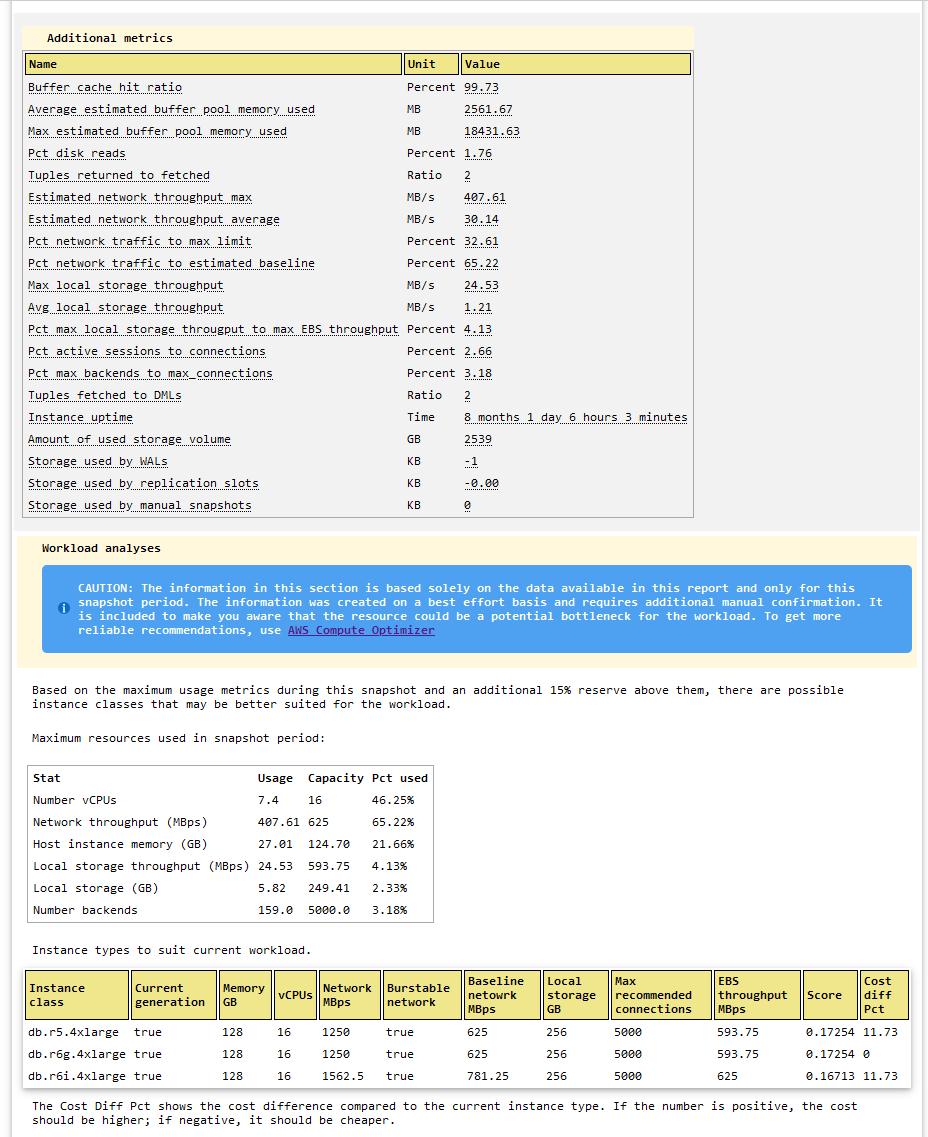 Additional metrics
Name Unit Value
Buffer cache hit ratio Percent 99.73
Average estimated buffer pool memory used MB 2561.67
Max estimated buffer pool memory used MB 18431.63
Pct disk reads Percent 1.76
Tuples returned to fetched Ratio 2
Estimated network throughput max MB/s 407.61
Estimated network throughput average MB/s 30.14
Pct network traffic to max limit Percent 32.61
Pct network traffic to estimated baseline Percent 65.22
Max local storage throughput MB/s 24.53
Avg local storage throughput MB/s 1.21
Pct max local storage througput to max EBS throughput Percent 4.13
Pct active sessions to connections Percent 2.66
Pct max backends to max_connections Percent 3.18
Tuples fetched to DMLs Ratio 2
Instance uptime Time 8 months 1 day 6 hours 3 minutes
Amount of used storage volume GB 2539
Storage used by WALs KB -1
Storage used by replication slots KB -0.00
Storage used by manual snapshots KB 0
Workload analyses
CAUTION: The information in this section is based solely on the data available in this report and only for this
snapshot period. The information was created on a best effort basis and requires additional manual confirmation. It
is included to make you aware that the resource could be a potential bottleneck for the workload. To get more
reliable recommendations, use AWS Compute Optimizer
Based on the maximum usage metrics during this snapshot and an additional 15% reserve above them, there are possible
instance classes that may be better suited for the workload.
Maximum resources used in snapshot period:
Stat Usage Capacity Pct used
Number vCPUs 7.4 16 46.25%
Network throughput (MBps) 407.61 625 65.22%
Host instance memory (GB) 27.01 124.70 21.66%
Local storage throughput (MBps) 24.53 593.75 4.13%
Local storage (GB) 5.82 249.41 2.33%
Number backends 159.0 5000.0 3.18%
Instance types to suit current workload.
Instance class Current generation Memory GB vCPUs Network MBps Burstable network Baseline netowrk MBps Local storage GB Max recommended connections EBS throughput MBps Score Cost diff Pct
db.r5.4xlarge true 128 16 1250 true 625 256 5000 593.75 0.17254 11.73
db.r6g.4xlarge true 128 16 1250 true 625 256 5000 593.75 0.17254 0
db.r6i.4xlarge true 128 16 1562.5 true 781.25 256 5000 625 0.16713 11.73
The Cost Diff Pct shows the cost difference compared to the current instance type. If the number is positive, the cost
should be higher; if negative, it should be cheaper.